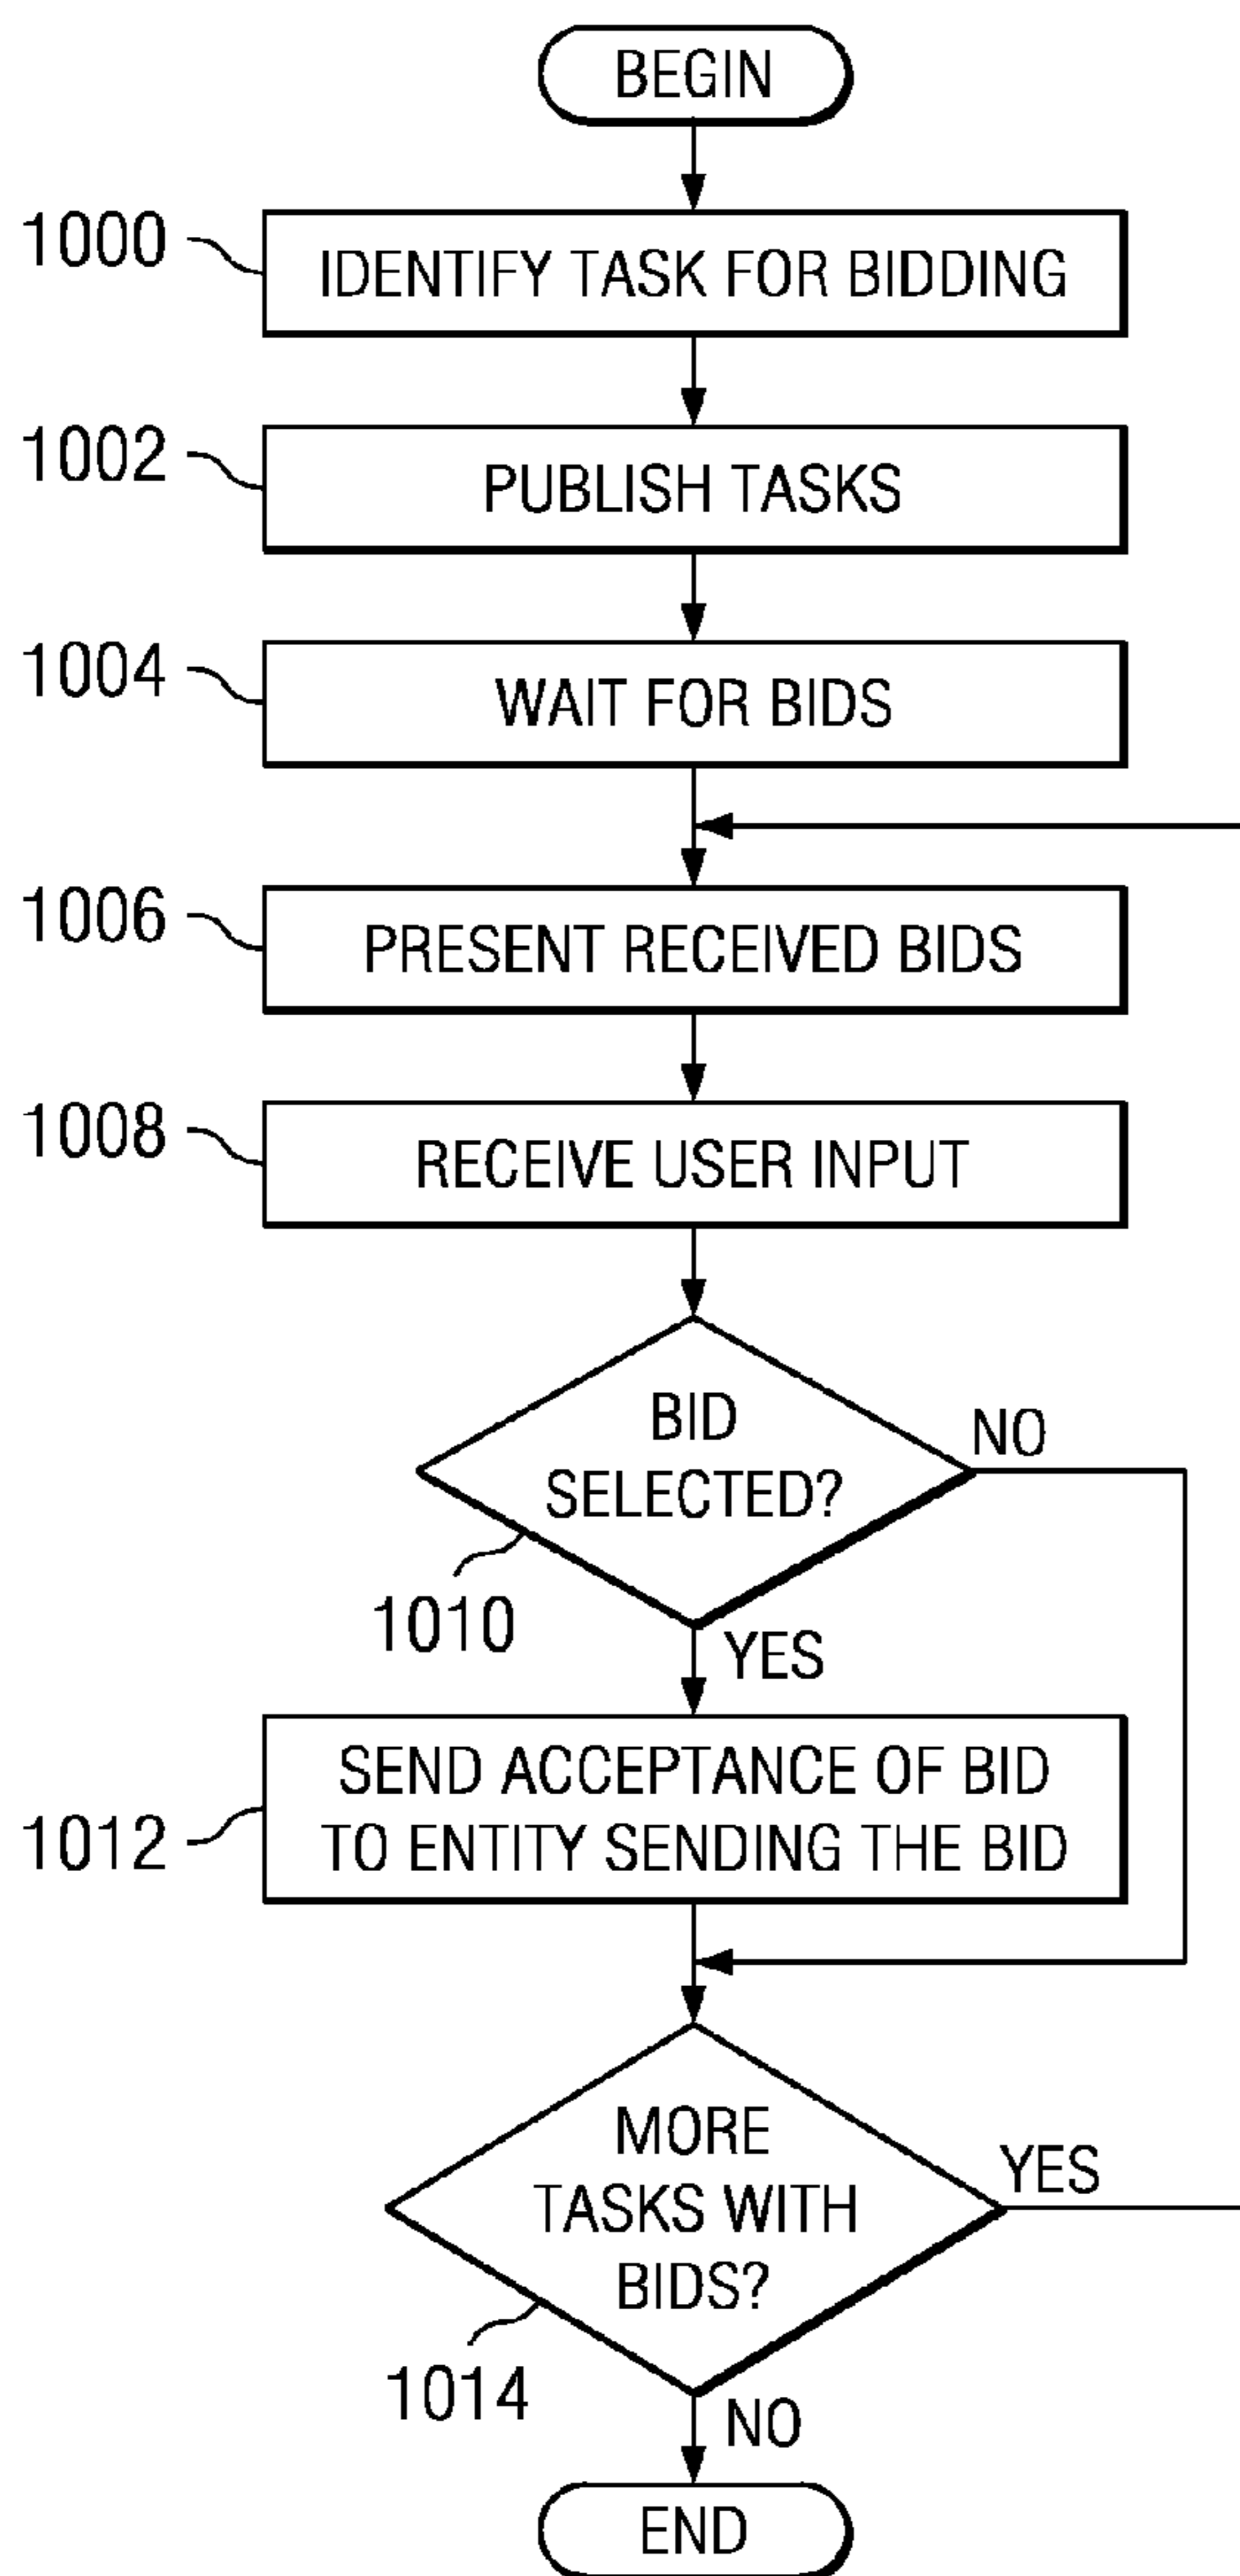 BEGIN
1000
IDENTIFY TASK FOR BIDDING
1002
PUBLISH TASKS
1004
WAIT FOR BIDS
1006
PRESENT RECEIVED BIDS
1008
RECEIVE USER INPUT
BID
SELECTED?
NO
1010
YES
SEND ACCEPTANCE OF BID
TO ENTITY SENDING THE BID
1012
MORE
TASKS WITH
BIDS?
YES
1014
NO
END